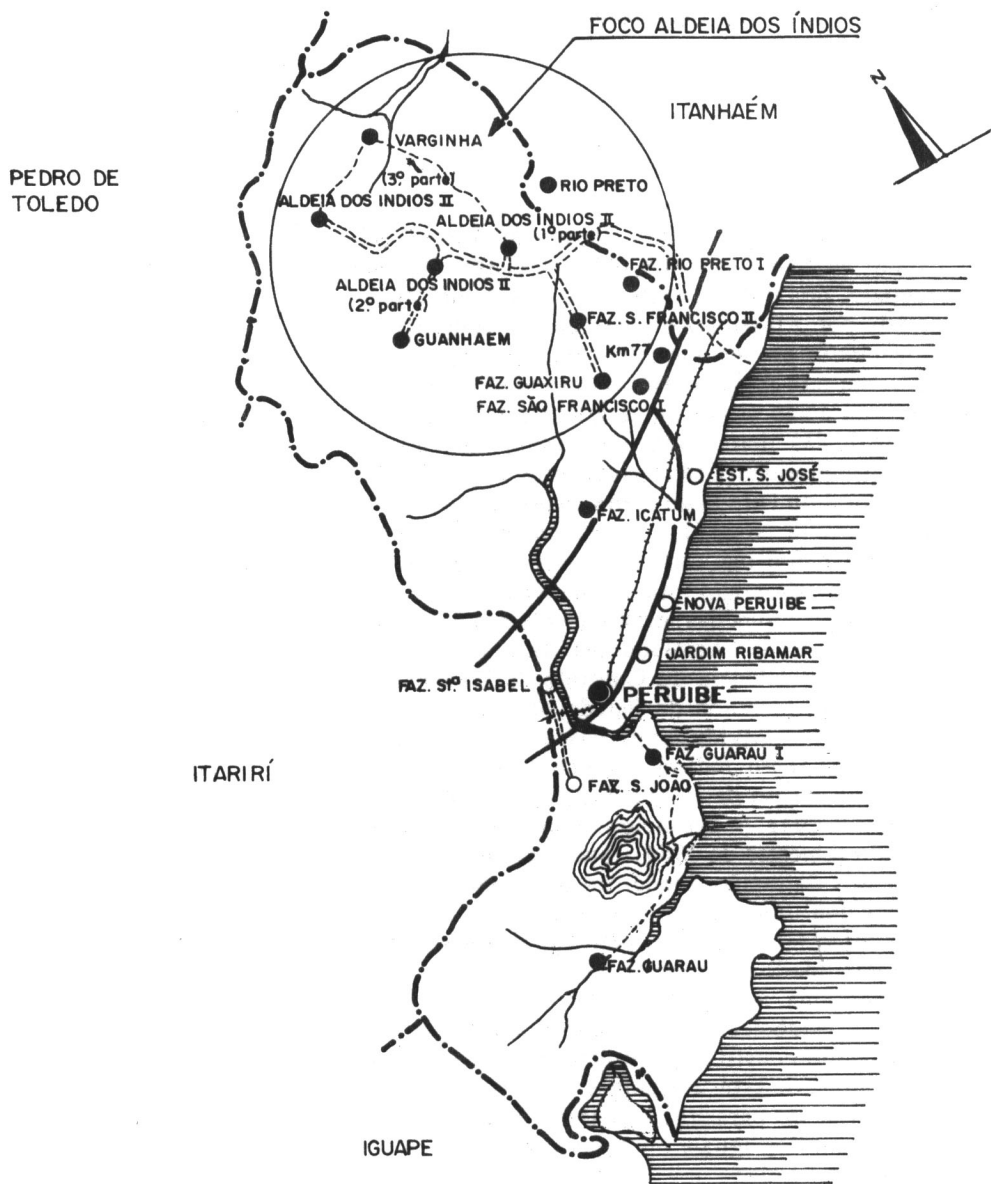 FOCO ALDEIA DOS ÍNDIOS
N
ITANHAÉM
PEDRO DE
TOLEDO
VARGINHA
(3º parte)
RIO PRETO
ALDEIA DOS INDIOS II
ALDEIA DOS INDIOS II
(1º parte)
FAZ. RIO PRETO I
ALDEIA DOS INDIOS II
(2º parte)
FAZ. S. FRANCISCO II
GUANHAEM
Km 77
FAZ. GUAXIRU
FAZ. SÃO FRANCISCO I
EST. S. JOSÉ
FAZ. ICATUM
NOVA PERUIBE
JARDIM RIBAMAR
FAZ. Stª ISABEL
PERUIBE
FAZ GUARAU I
ITARIRÍ
FAZ. S. JOÃO
FAZ. GUARAU
IGUAPE